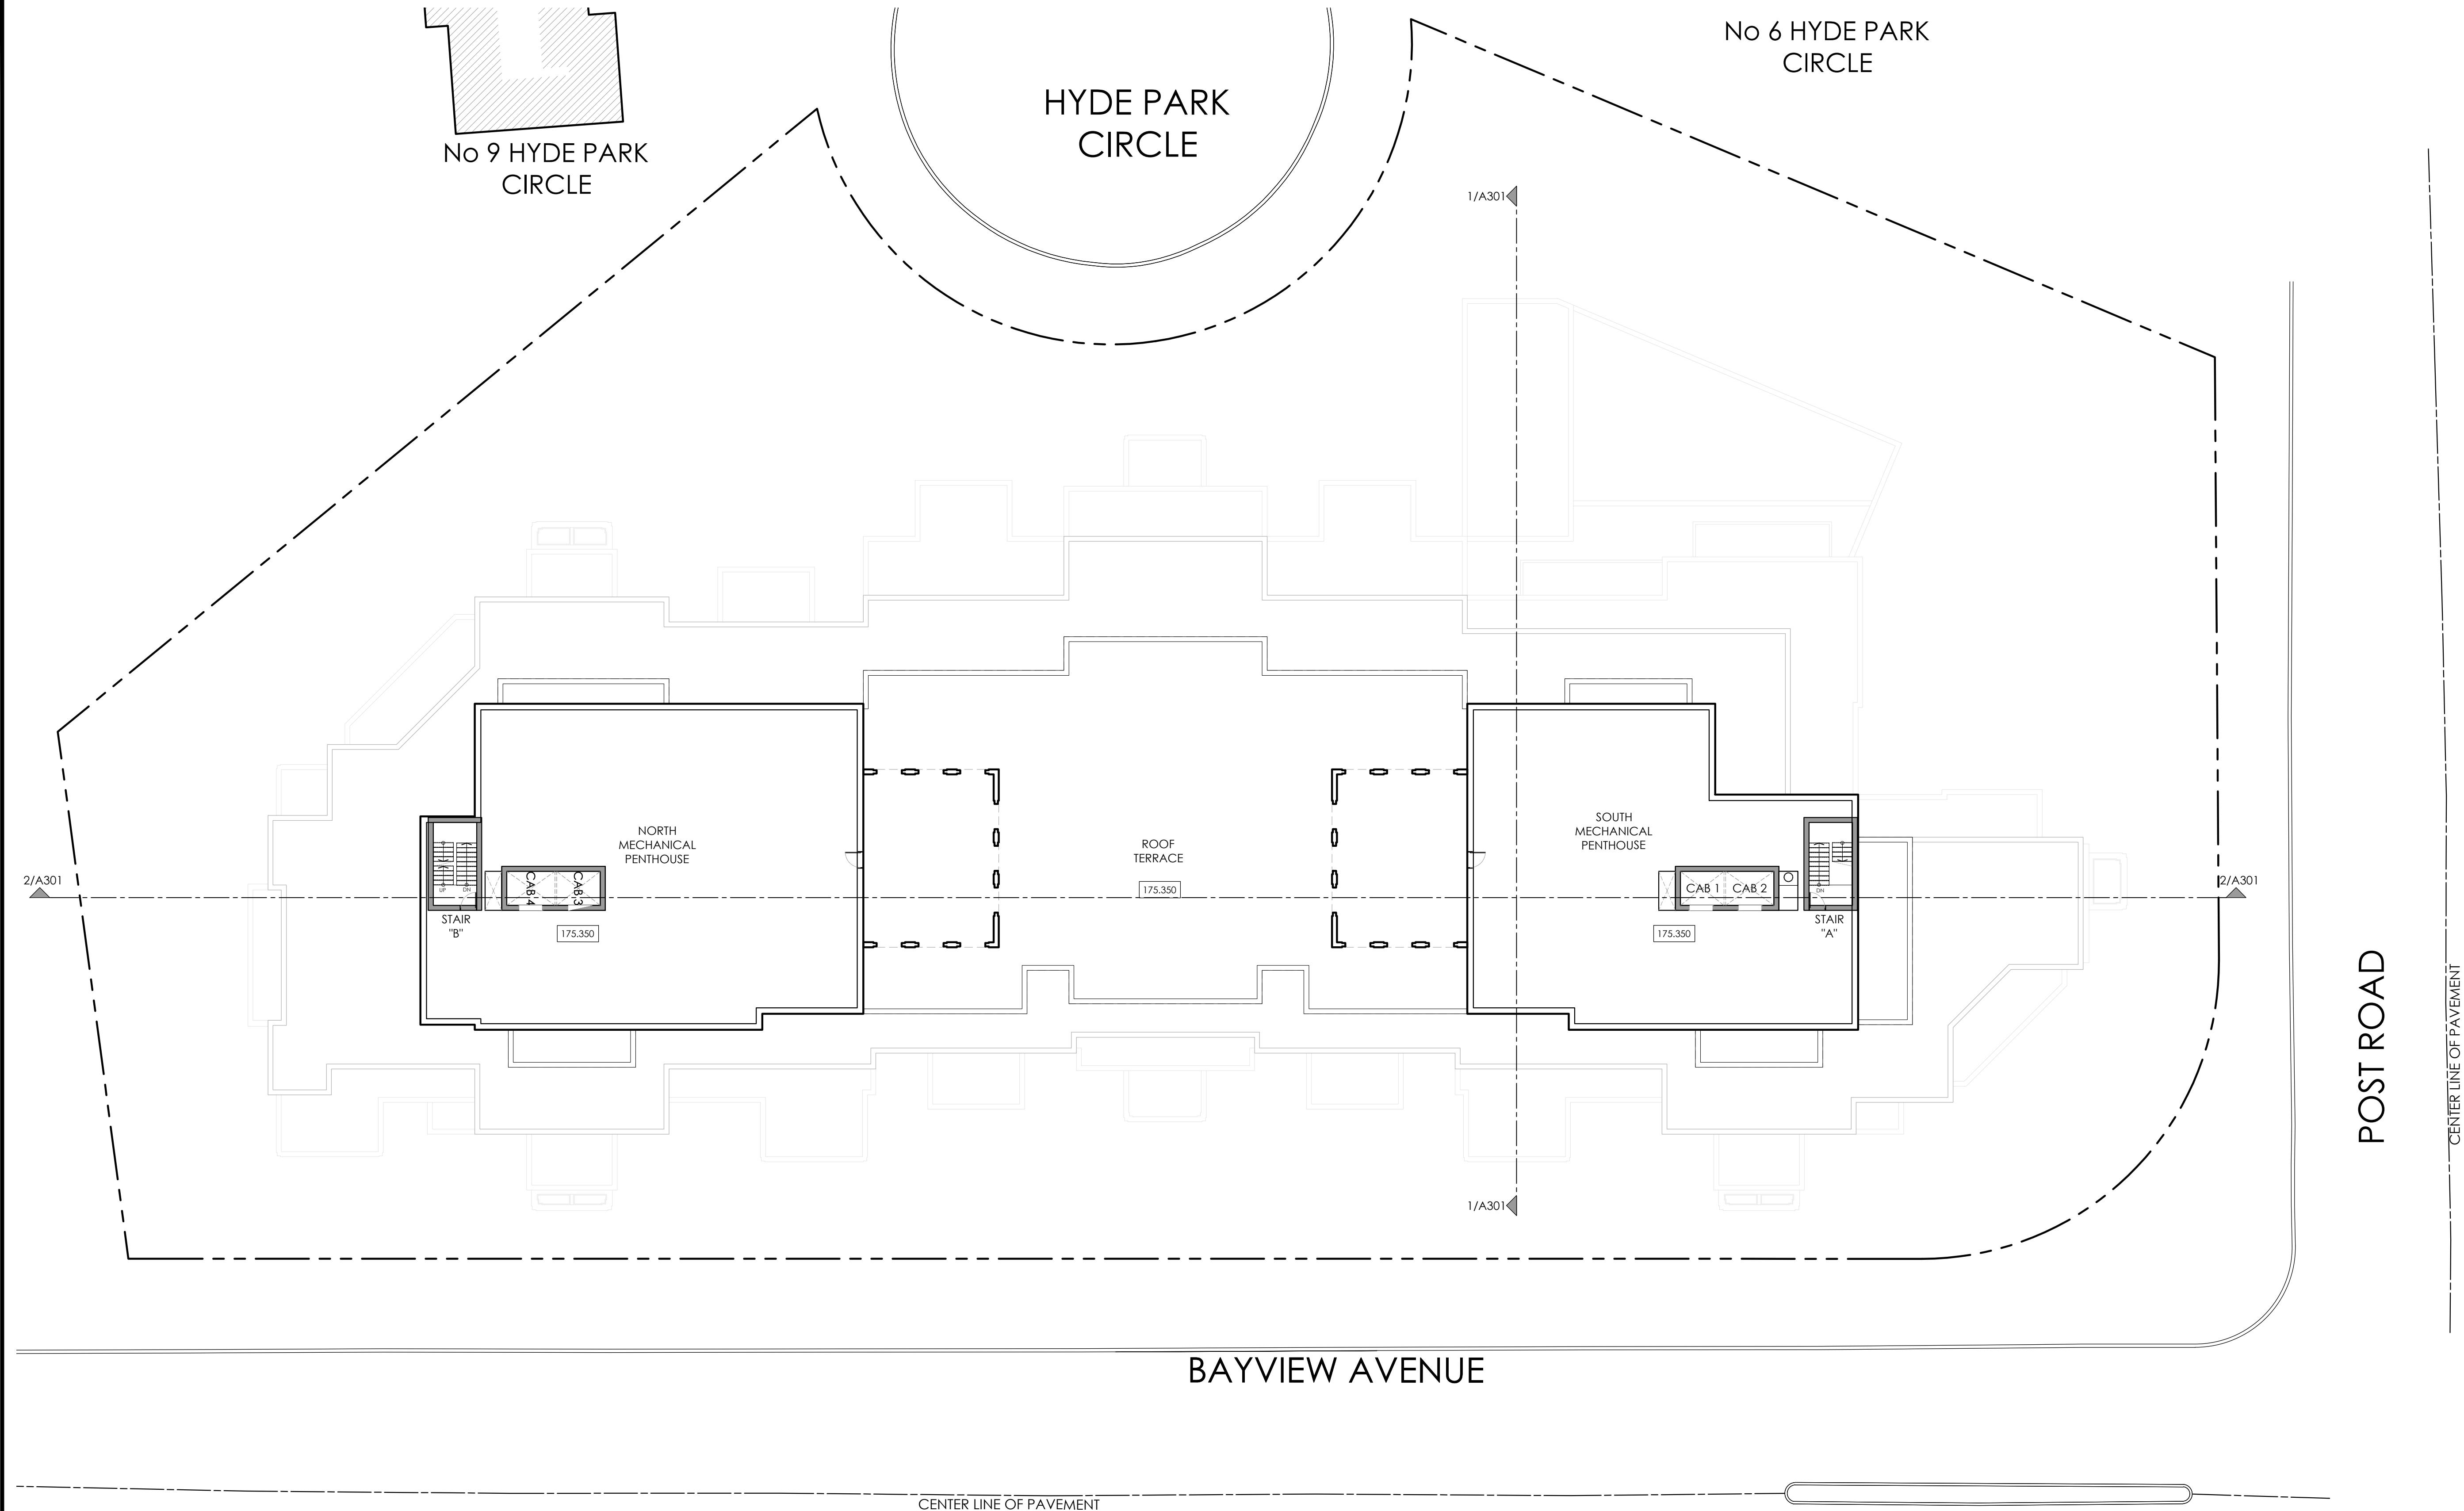 No 6 HYDE PARK
CIRCLE
HYDE PARK
CIRCLE
No 9 HYDE PARK
CIRCLE
1/A301
NORTH
MECHANICAL
PENTHOUSE
ROOF
TERRACE
175.350
SOUTH
MECHANICAL
PENTHOUSE
2/A301
UP
DN
CAB 4
CAB 3
CAB 1
CAB 2
DN
2/A301
STAIR
"B"
175.350
175.350
STAIR
"A"
POST ROAD
CENTER LINE OF PAVEMENT
1/A301
BAYVIEW AVENUE
CENTER LINE OF PAVEMENT